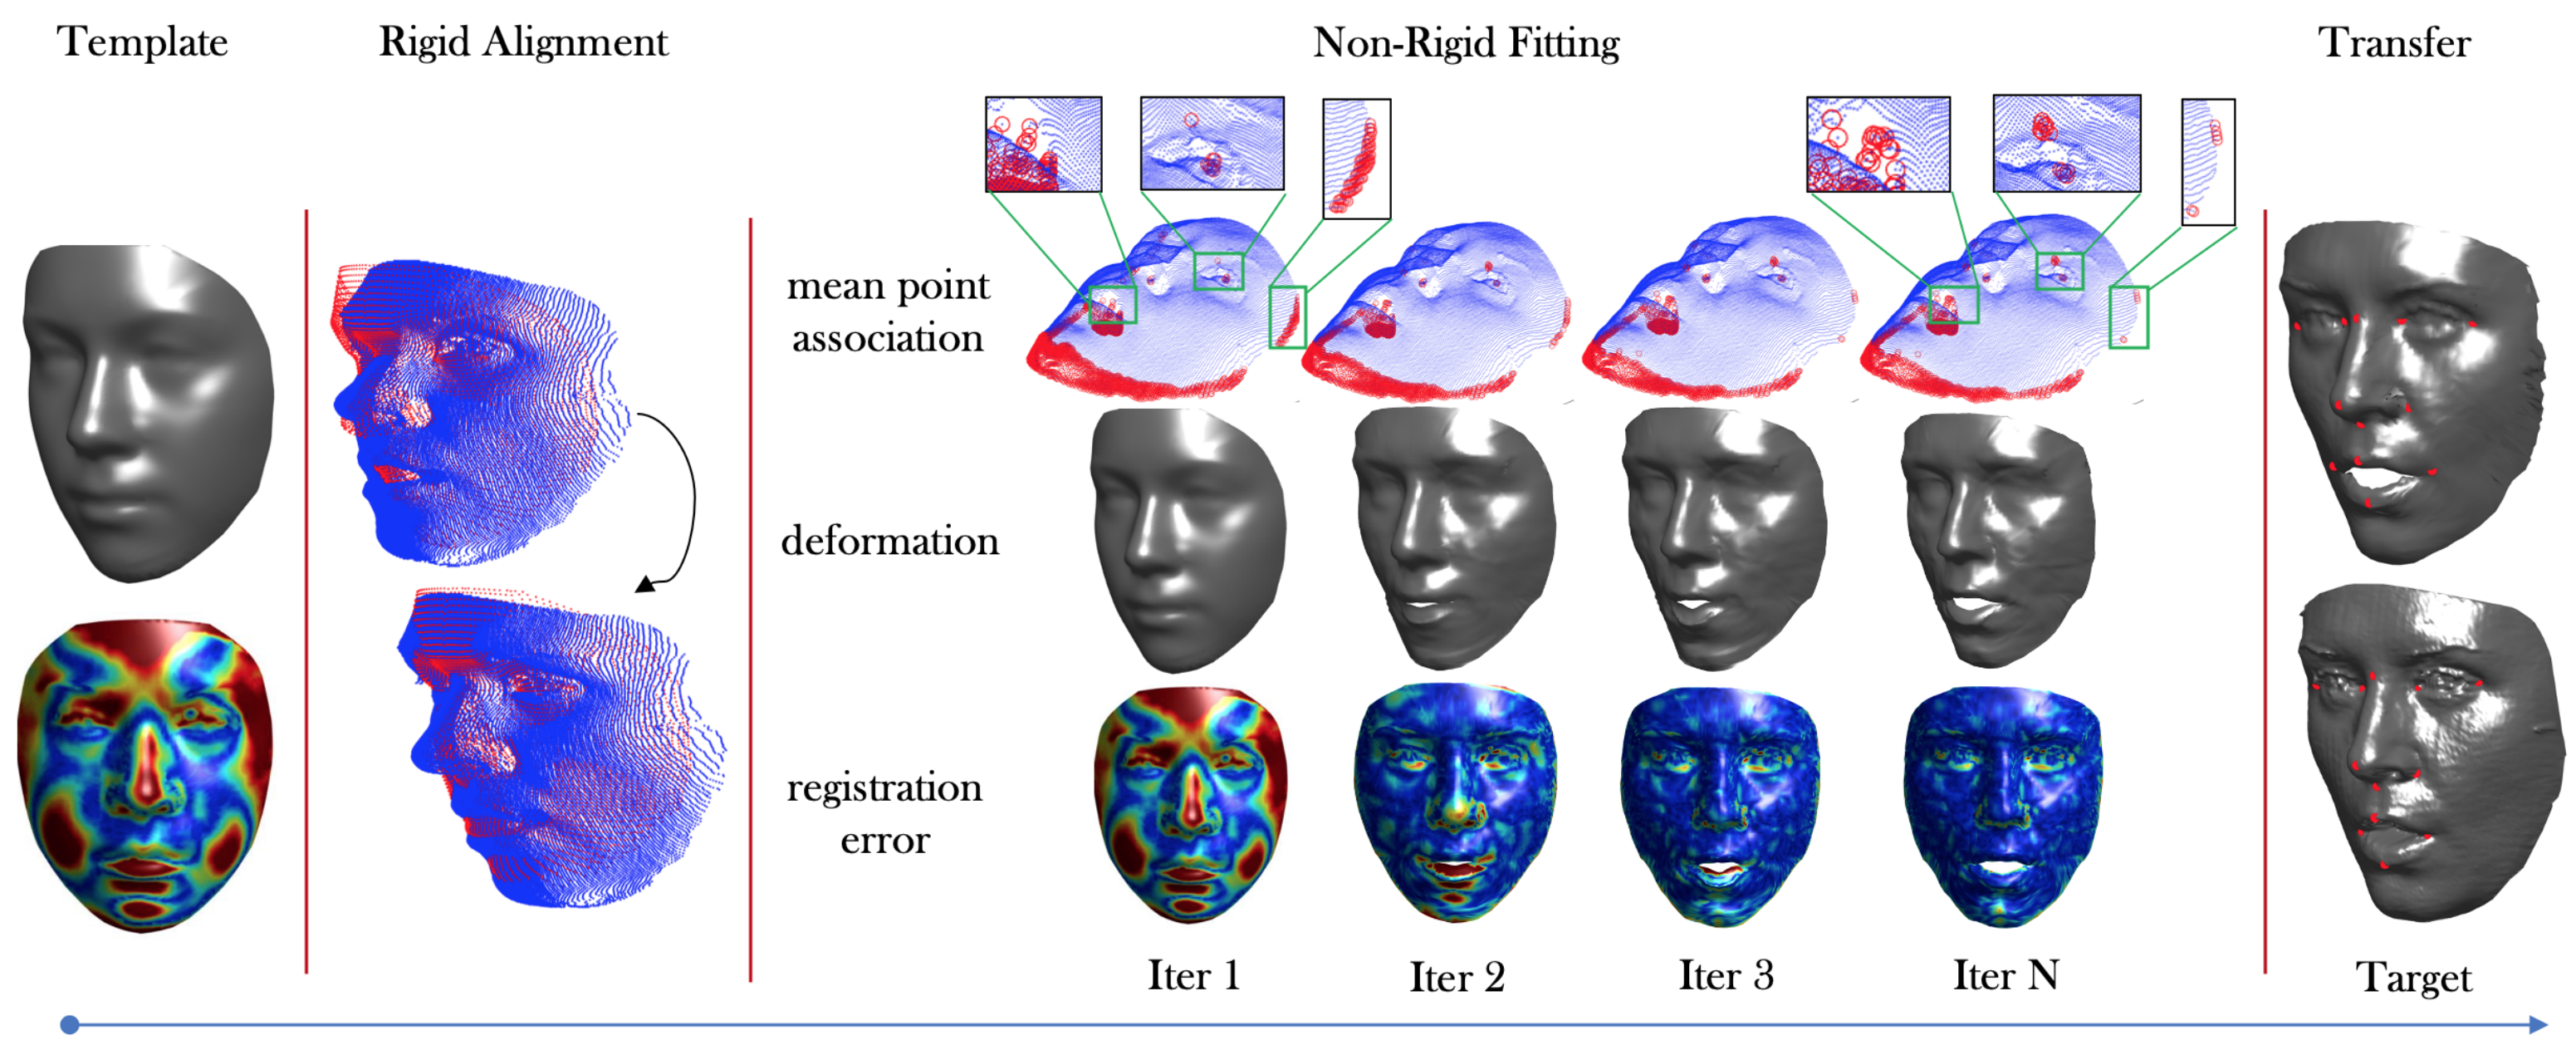 Template
Rigid Alignment
Non-Rigid Fitting
Transfer
mean point
association
deformation
registration
error
Iter 1
Iter 2
Iter 3
Iter N
Target